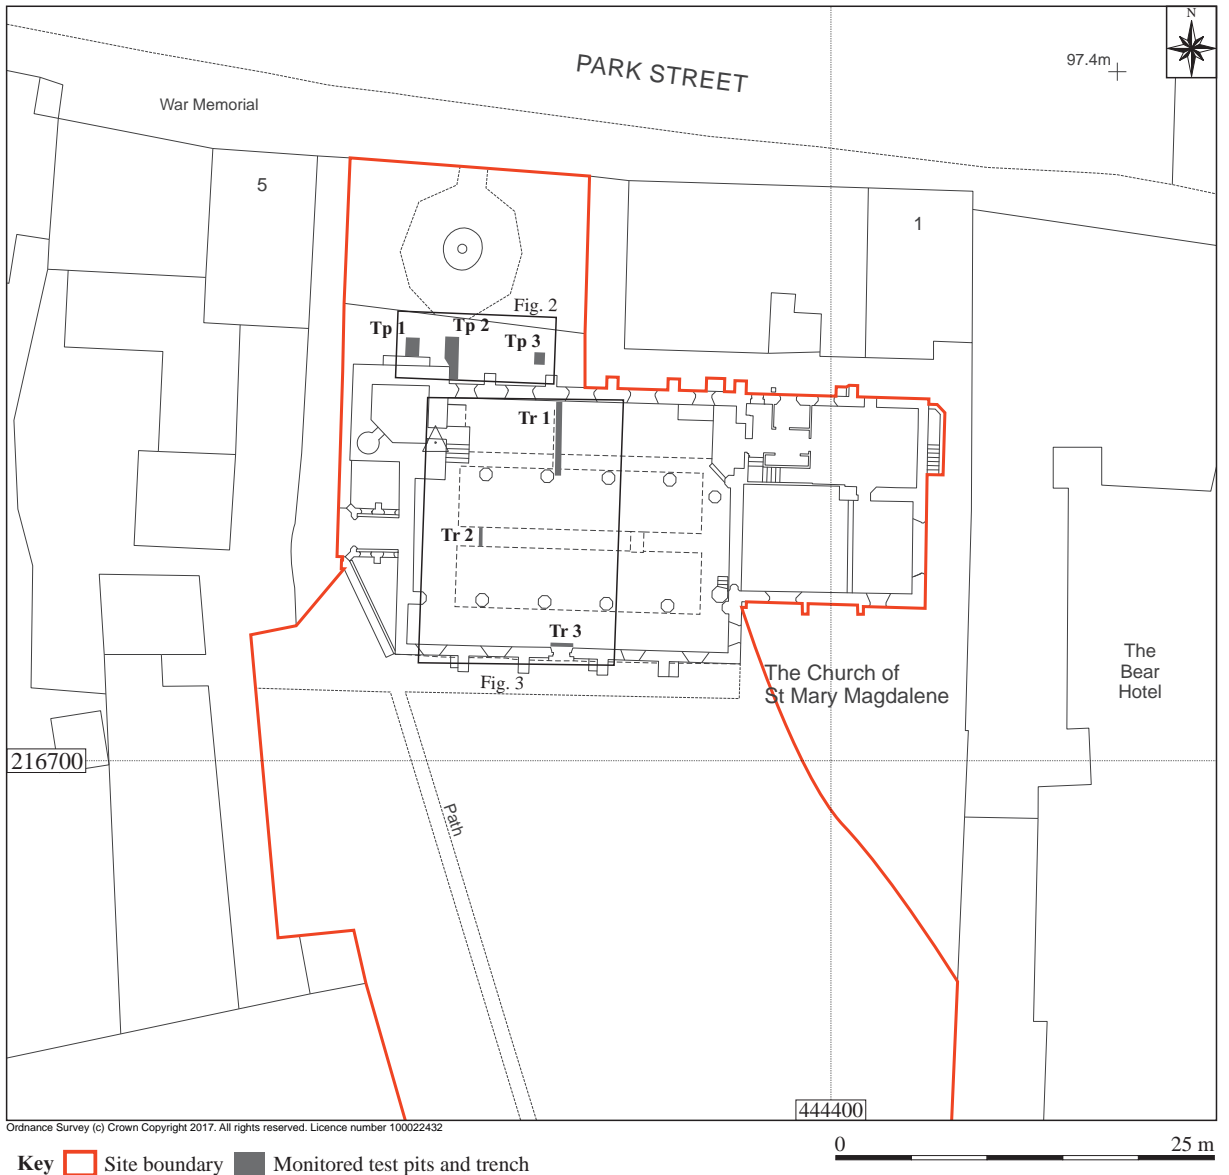 N
PARK STREET
97.4m
War Memorial
5
1
Fig. 2
Tp 1
Tp 2
Tp 3
Tr 1
Tr 2
Tr 3
Fig. 3
The Church of
St Mary Magdalene
The
Bear
Hotel
216700
Path
444400
Ordnance Survey (c) Crown Copyright 2017. All rights reserved. Licence number 100022432
0 25 m
Key Site boundary Monitored test pits and trench